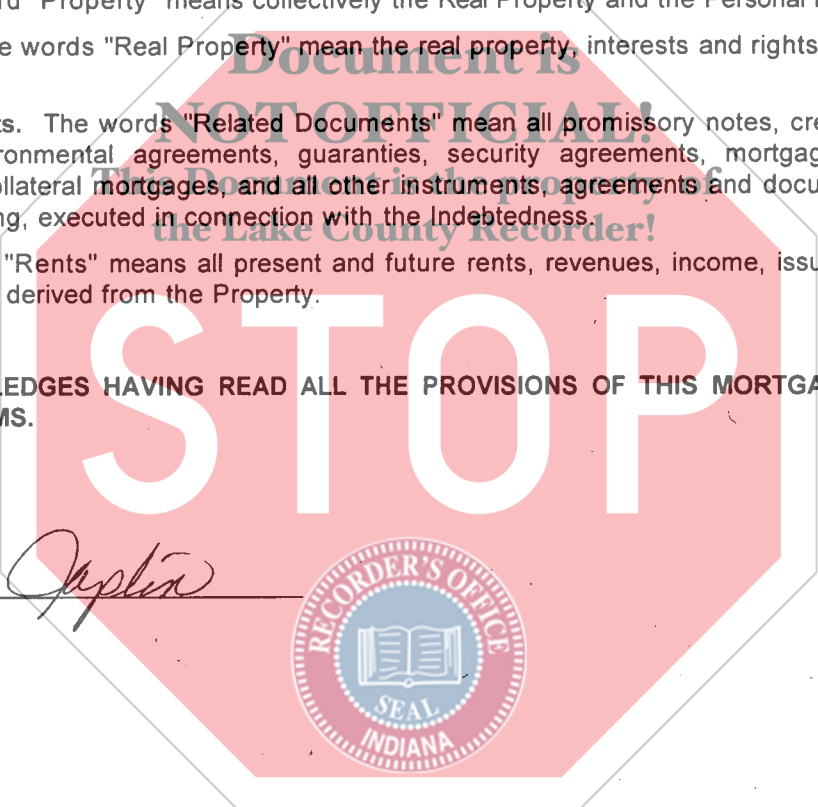 rd "Property" means collectively the Real Property and the Personal
e words "Real Property" mean the real property, interests and rights
Document is
NOT OFFICIAL!
This Document is the property of
the Lake County Recorder!
ts. The words "Related Documents" mean all promissory notes, cre
ronmental agreements, guaranties, security agreements, mortgag
ollateral mortgages, and all other instruments, agreements and docu
ng, executed in connection with the Indebtedness.
"Rents" means all present and future rents, revenues, income, issu
derived from the Property.
STOP
LEDGES HAVING READ ALL THE PROVISIONS OF THIS MORTGA
MS.
Japlin
RECORDER'S OFFICE
SEAL
INDIANA